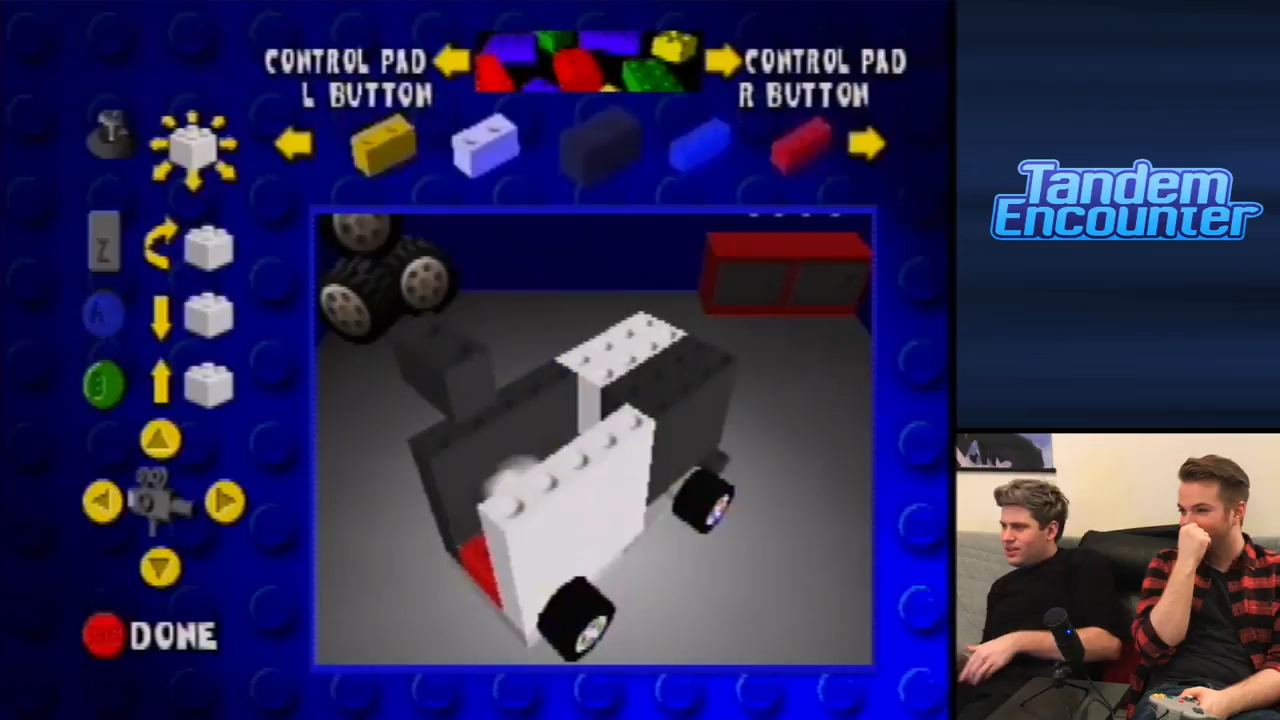 CONTROL PAD
L BUTTON
CONTROL PAD
R BUTTON
Z
A
B
DONE
Tandem
Encounter